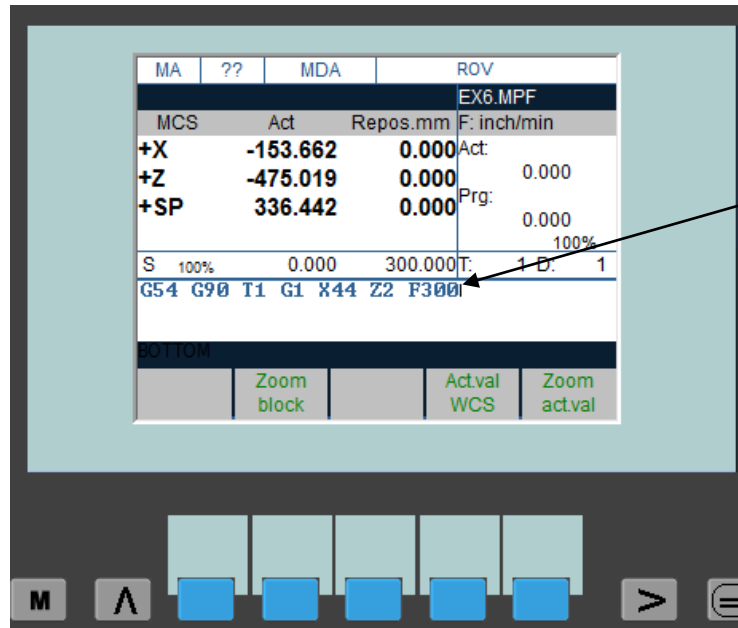 MA ?? MDA ROV
EX6.MPF
MCS Act Repos.mm F: inch/min
+X -153.662 0.000 Act:
0.000
+Z -475.019 0.000
Prg:
+SP 336.442 0.000
0.000
100%
S 100% 0.000 300.000 T: 1 D: 1
G54 G90 T1 G1 X44 Z2 F300
BOTTOM
Zoom block Act.val WCS Zoom act.val
M Λ > =